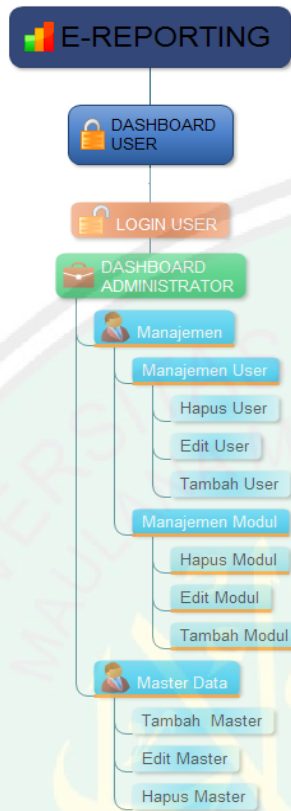 E-REPORTING
DASHBOARD
USER
LOGIN USER
DASHBOARD
ADMINISTRATOR
Manajemen
Manajemen User
Hapus User
Edit User
Tambah User
Manajemen Modul
Hapus Modul
Edit Modul
Tambah Modul
Master Data
Tambah Master
Edit Master
Hapus Master